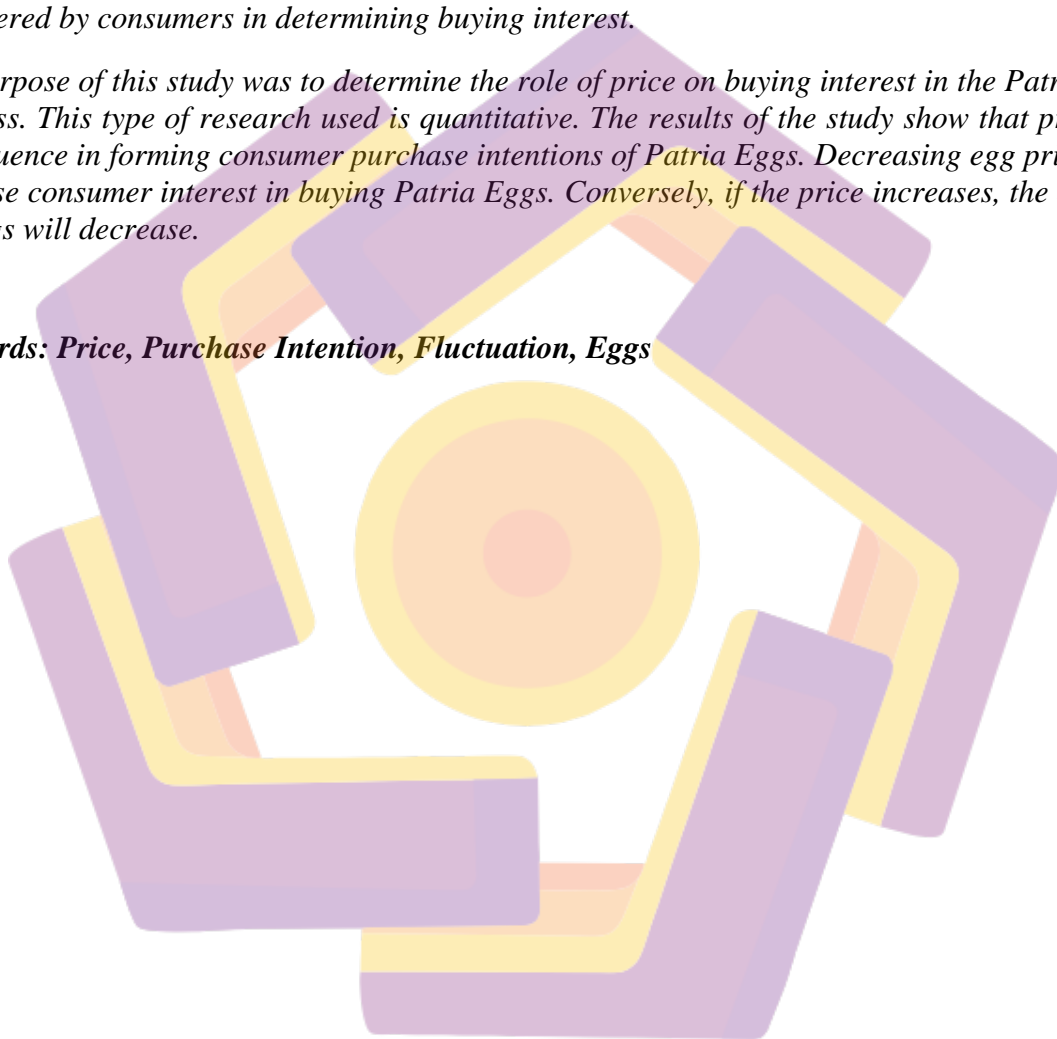 ered by consumers in determining buying interest.
rpose of this study was to determine the role of price on buying interest in the Patr
ss. This type of research used is quantitative. The results of the study show that p
uence in forming consumer purchase intentions of Patria Eggs. Decreasing egg pri
se consumer interest in buying Patria Eggs. Conversely, if the price increases, the
s will decrease.
rds: Price, Purchase Intention, Fluctuation, Eggs